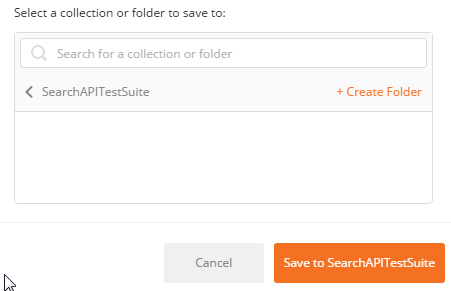 Select a collection or folder to save to:
Search for a collection or folder
SearchAPITestSuite
+ Create Folder
Cancel
Save to SearchAPITestSuite